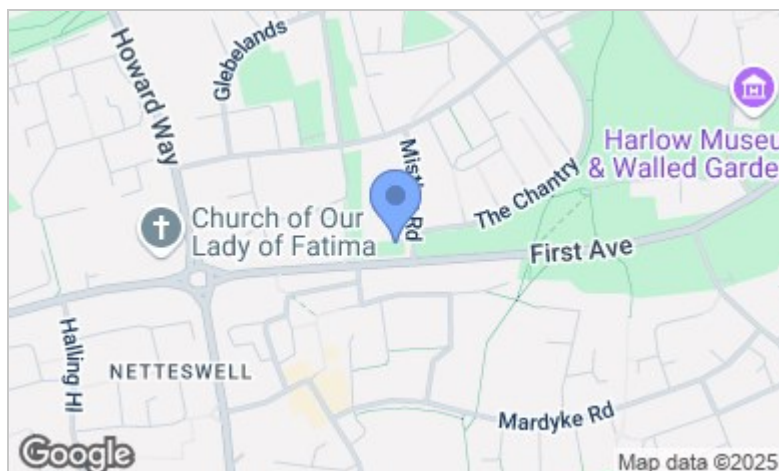 Howard Way
Glebelands
Harlow Museu
& Walled Garde
Rd
The Chantry
Church of Our
Lady of Fatima
First Ave
Halling Hl
NETTESWELL
Mardyke Rd
Google
Map data ©2025